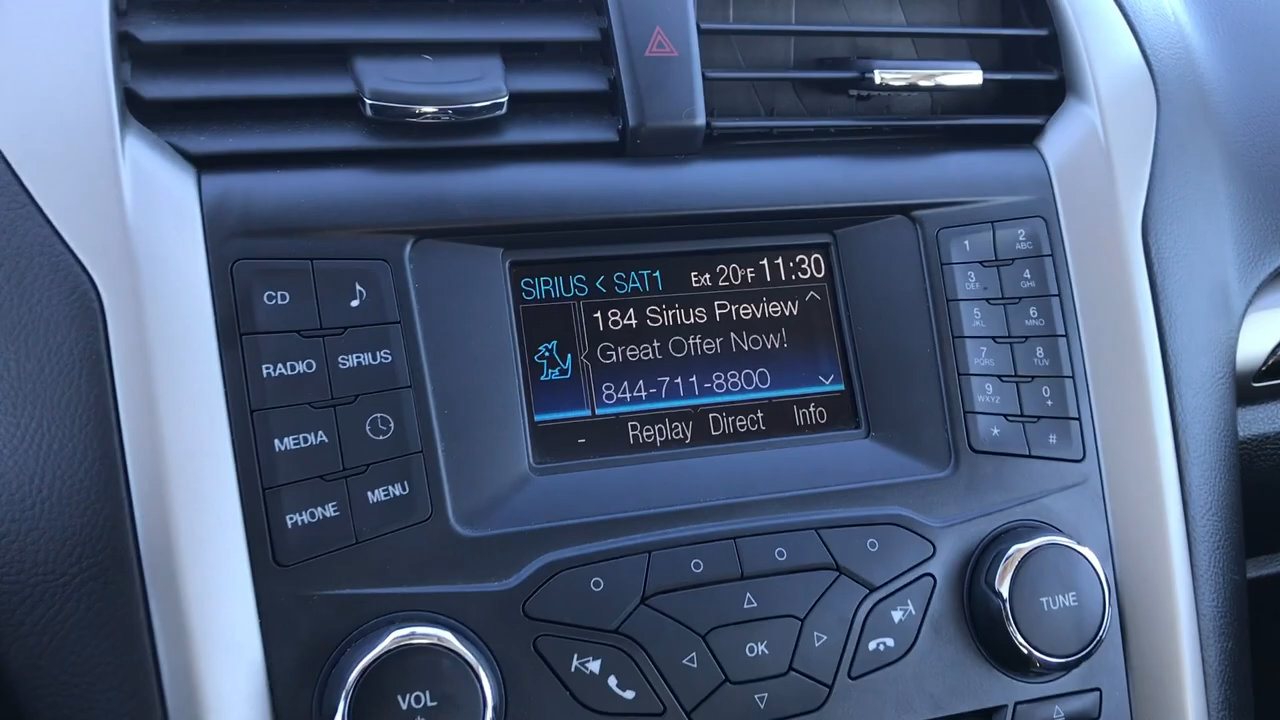 SIRIUS < SAT1 Ext 20°F 11:30
184 Sirius Preview
Great Offer Now!
844-711-8800
- Replay Direct Info
CD
RADIO SIRIUS
MEDIA
PHONE MENU
1 2 ABC
3 DEF 4 GHI
5 JKL 6 MNO
7 PQRS 8 TUV
9 WXYZ 0 +
* #
OK
VOL
TUNE